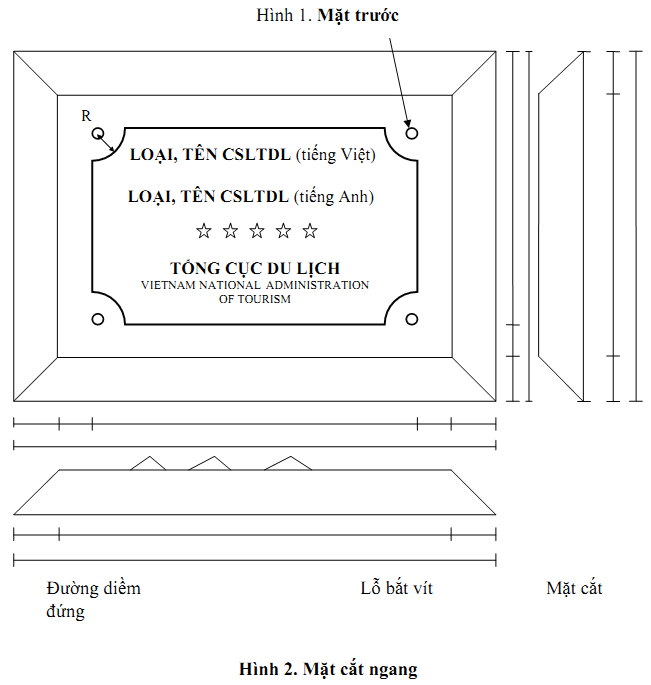 Hình 1. Mặt trước
R
LOẠI, TÊN CSLTDL (tiếng Việt)
LOẠI, TÊN CSLTDL (tiếng Anh)
TỔNG CỤC DU LỊCH
VIETNAM NATIONAL ADMINISTRATION
OF TOURISM
Đường diềm
đứng
Lỗ bắt vít
Mặt cắt
Hình 2. Mặt cắt ngang